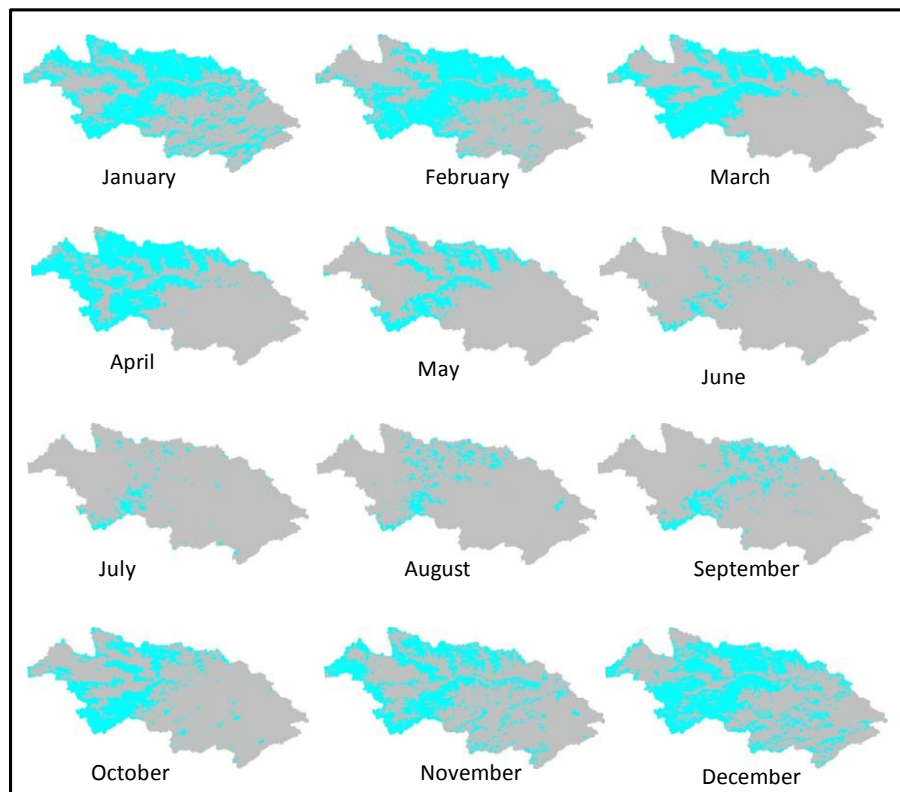 January
February
March
April
May
June
July
August
September
October
November
December